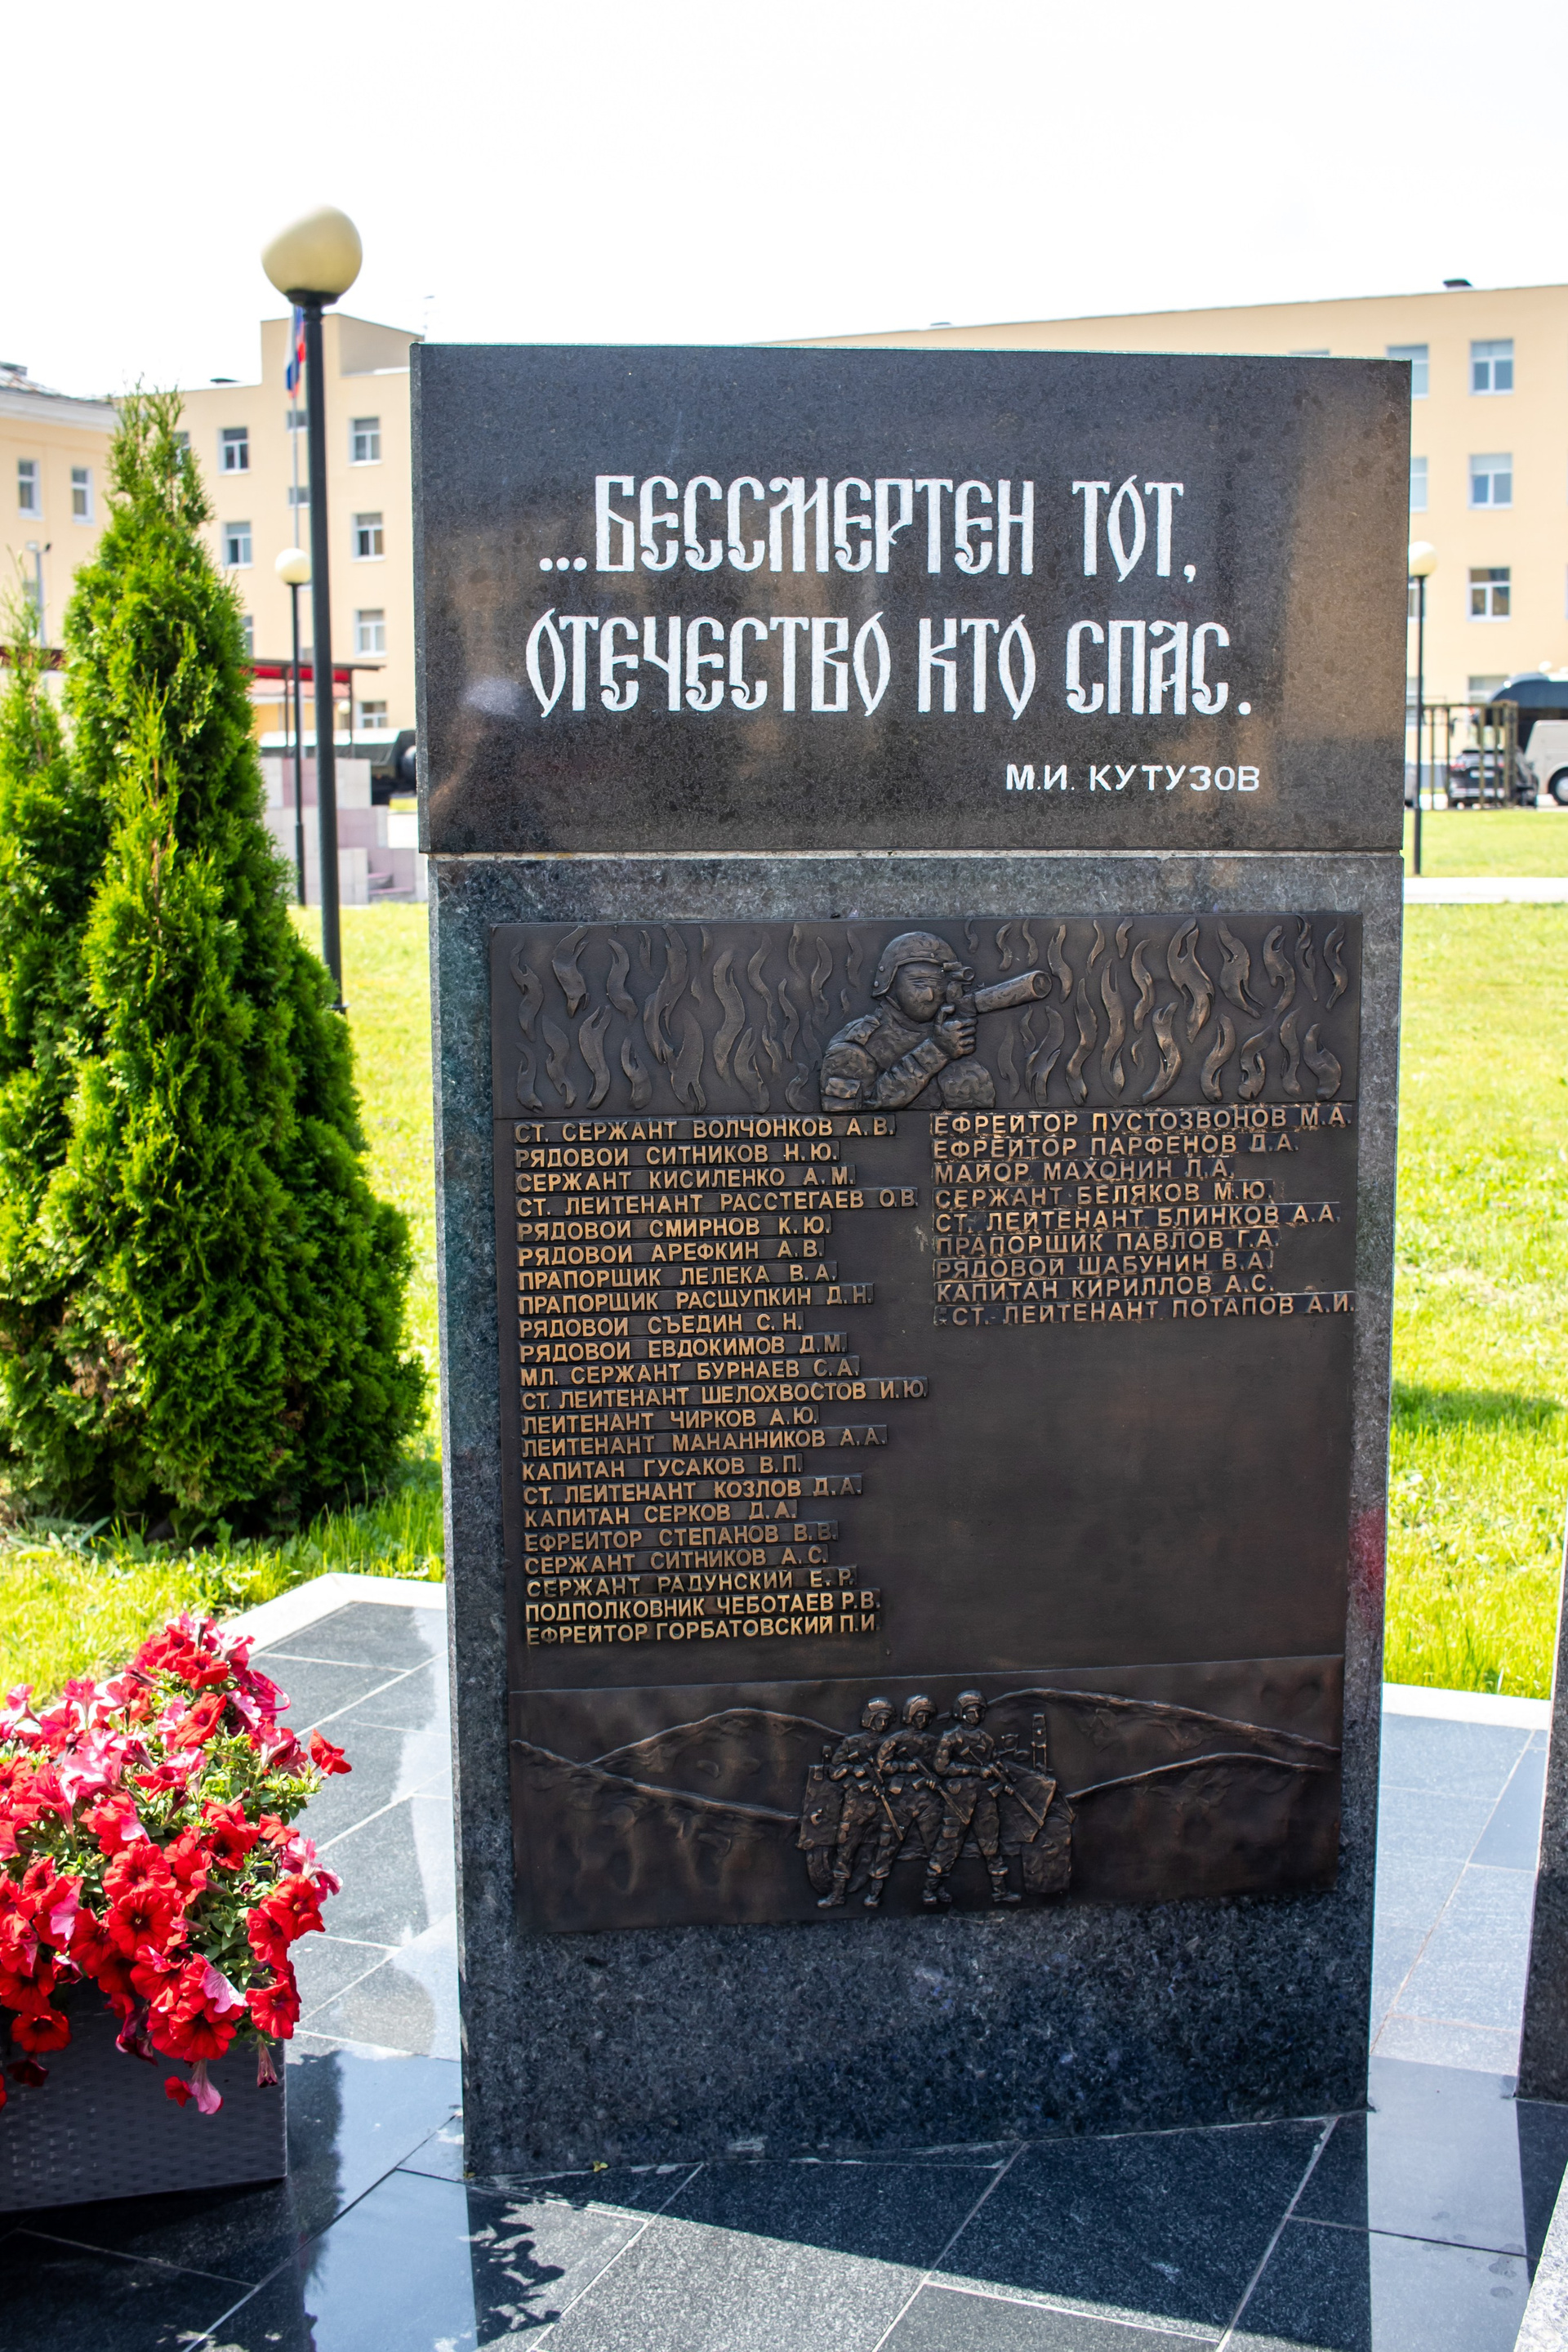 ...БЕССМЕРТЕН ТОТ,
ОТЕЧЕСТВО КТО СПАС.
М.И. КУТУЗОВ
СТ. СЕРЖАНТ ВОЛЧОНКОВ А.В.
РЯДОВОЙ СИТНИКОВ Н.Ю.
СЕРЖАНТ КИСИЛЕНКО А.М.
СТ. ЛЕЙТЕНАНТ РАССТЕГАЕВ О.В
РЯДОВОЙ СМИРНОВ К.Ю.
РЯДОВОЙ АРЕФКИН А.В.
ПРАПОРЩИК ЛЕЛЕКА В.А.
ПРАПОРЩИК РАСЩУПКИН Д.Н.
РЯДОВОЙ СЪЕДИН С.Н.
РЯДОВОЙ ЕВДОКИМОВ Д.М.
МЛ. СЕРЖАНТ БУРНАЕВ С.А.
СТ. ЛЕЙТЕНАНТ ШЕЛОХВОСТОВ И.Ю.
ЛЕЙТЕНАНТ ЧИРКОВ А.Ю.
ЛЕЙТЕНАНТ МАНАННИКОВ А.А.
КАПИТАН ГУСАКОВ В.П.
СТ. ЛЕЙТЕНАНТ КОЗЛОВ Д.А.
КАПИТАН СЕРКОВ Д.А.
ЕФРЕЙТОР СТЕПАНОВ В.В.
СЕРЖАНТ СИТНИКОВ А.С.
СЕРЖАНТ РАДУНСКИЙ Е.Р.
ПОДПОЛКОВНИК ЧЕБОТАЕВ Р.В.
ЕФРЕЙТОР ГОРБАТОВСКИЙ П.И.
ЕФРЕЙТОР ПУСТОЗВОНОВ М.А.
ЕФРЕЙТОР ПАРФЕНОВ Д.А.
МАЙОР МАХОНИН Л.А.
СЕРЖАНТ БЕЛЯКОВ М.Ю.
СТ. ЛЕЙТЕНАНТ БЛИНКОВ А.А.
ПРАПОРЩИК ПАВЛОВ Г.А.
РЯДОВОЙ ШАБУНИН В.А.
КАПИТАН КИРИЛЛОВ А.С.
СТ. ЛЕЙТЕНАНТ ПОТАПОВ А.И.